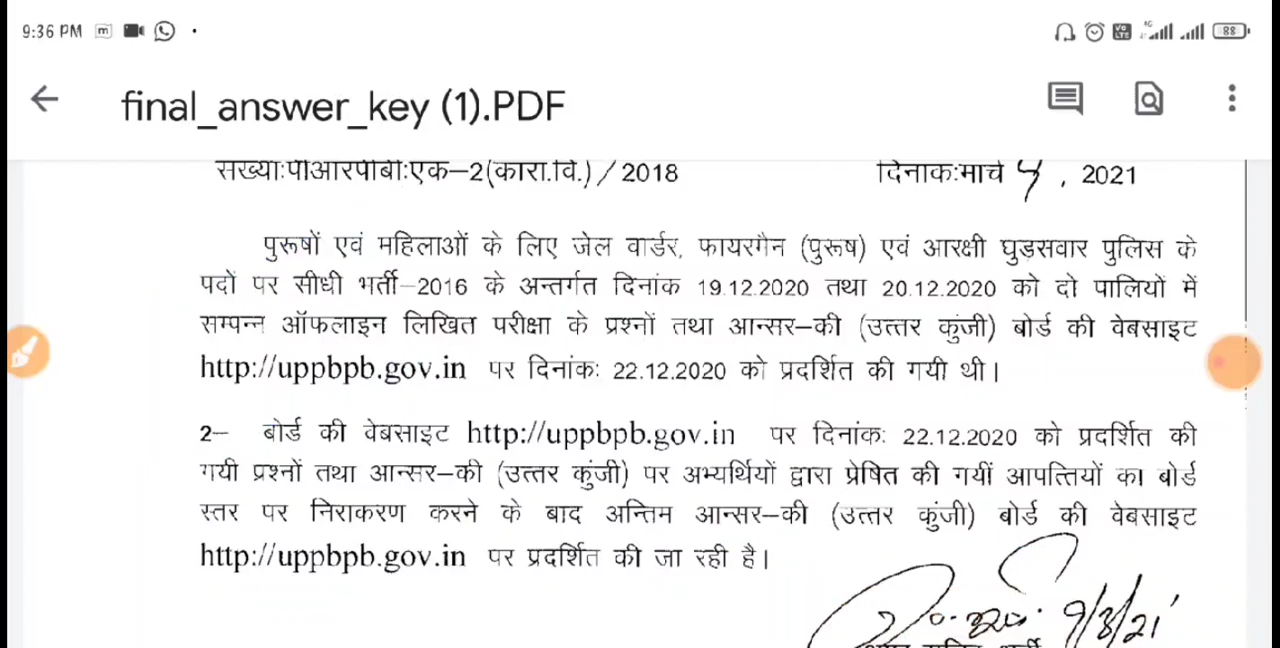 9:36 PM
88
final_answer_key (1).PDF
संख्याःपीआरपीबीःएक–2(कारा.वि.) / 2018 दिनाकःमार्च , 2021
पुरूषों एवं महिलाओं के लिए जेल वार्डर, फायरमैन (पुरूष) एवं आरक्षी घुड़सवार पुलिस के
पदों पर सीधी भर्ती–2016 के अन्तर्गत दिनांक 19.12.2020 तथा 20.12.2020 को दो पालियों में
सम्पन्न ऑफलाइन लिखित परीक्षा के प्रश्नों तथा आन्सर–की (उत्तर कुंजी) बोर्ड की वेबसाइट
http://uppbpb.gov.in पर दिनांकः 22.12.2020 को प्रदर्शित की गयी थी।
2– बोर्ड की वेबसाइट http://uppbpb.gov.in पर दिनांकः 22.12.2020 को प्रदर्शित की
गयी प्रश्नों तथा आन्सर–की (उत्तर कुंजी) पर अभ्यर्थियों द्वारा प्रेषित की गयीं आपत्तियों का बोर्ड
स्तर पर निराकरण करने के बाद अन्तिम आन्सर–की (उत्तर कुंजी) बोर्ड की वेबसाइट
http://uppbpb.gov.in पर प्रदर्शित की जा रही है।